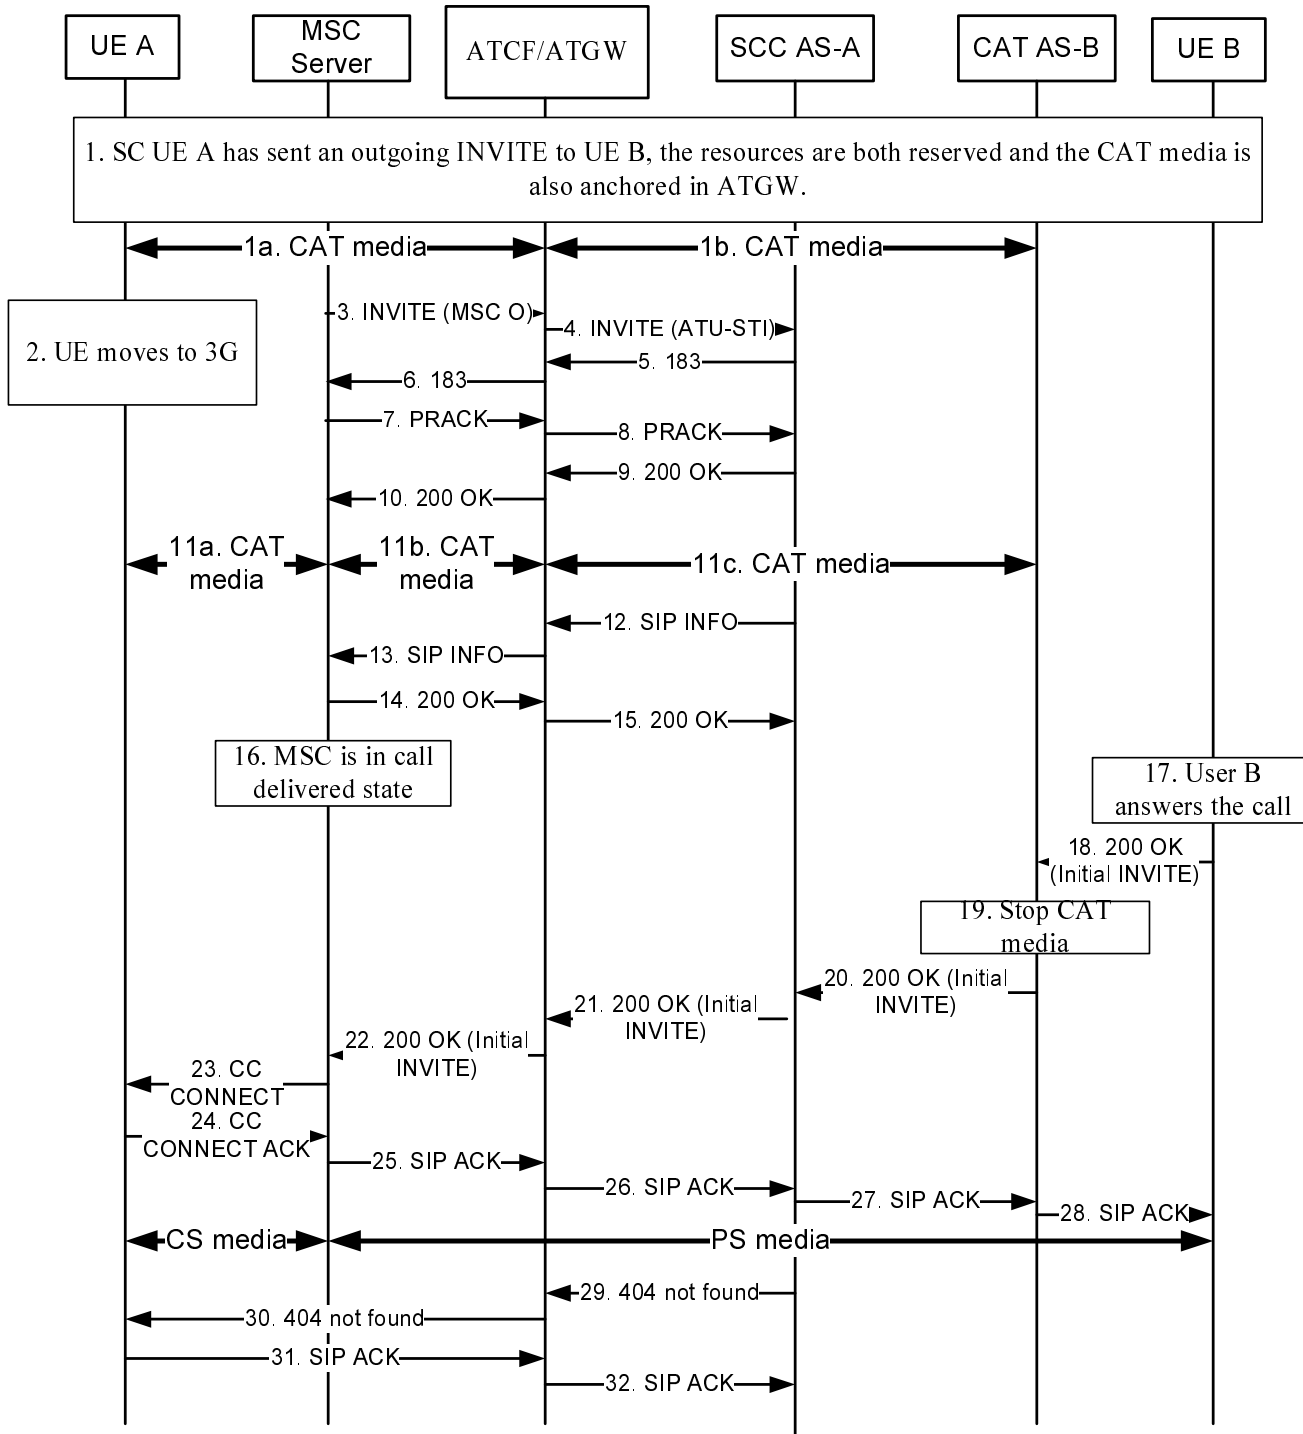 UE A
MSC
Server
ATCF/ATGW
SCC AS-A
CAT AS-B
UE B
1. SC UE A has sent an outgoing INVITE to UE B, the resources are both reserved and the CAT media is
also anchored in ATGW.
1a. CAT media
1b. CAT media
2. UE moves to 3G
3. INVITE (MSC O)
4. INVITE (ATU-STI)
5. 183
6. 183
7. PRACK
8. PRACK
9. 200 OK
10. 200 OK
11a. CAT
media
11b. CAT
media
11c. CAT media
12. SIP INFO
13. SIP INFO
14. 200 OK
15. 200 OK
16. MSC is in call
delivered state
17. User B
answers the call
18. 200 OK
(Initial INVITE)
19. Stop CAT
media
20. 200 OK (Initial
INVITE)
21. 200 OK (Initial
INVITE)
22. 200 OK (Initial
INVITE)
23. CC
CONNECT
24. CC
CONNECT ACK
25. SIP ACK
26. SIP ACK
27. SIP ACK
28. SIP ACK
CS media
PS media
29. 404 not found
30. 404 not found
31. SIP ACK
32. SIP ACK